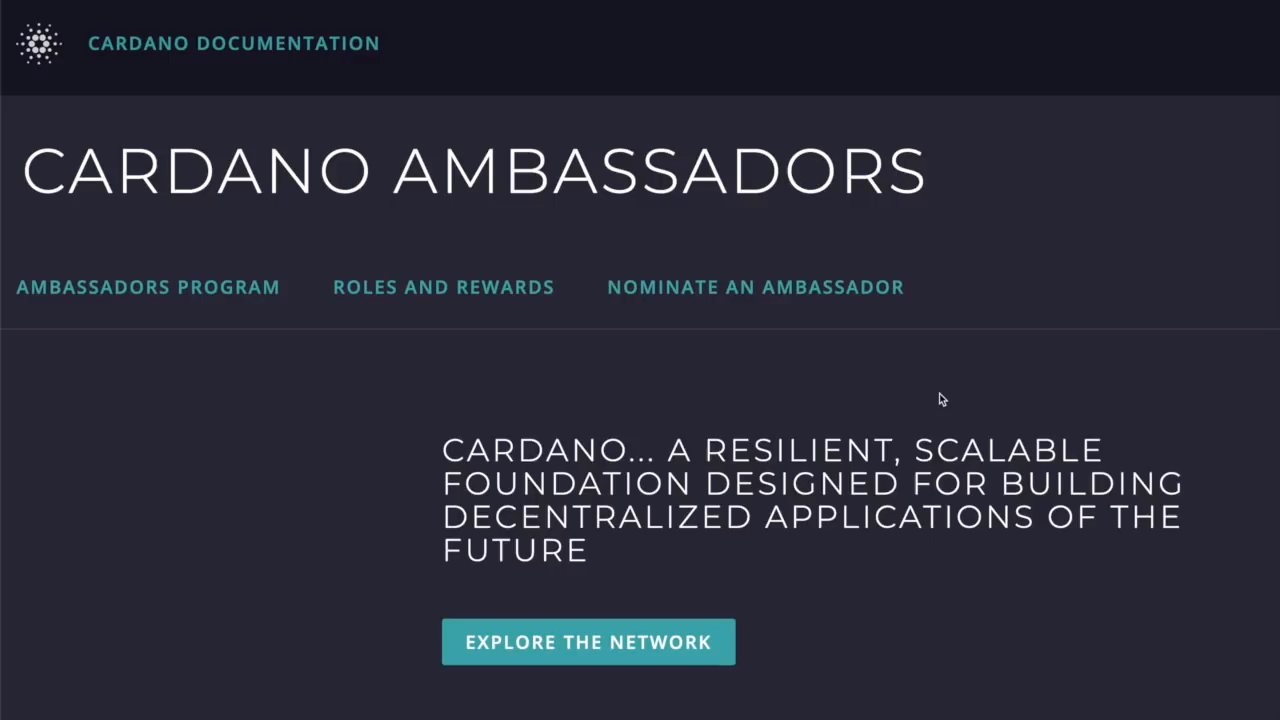 CARDANO DOCUMENTATION
CARDANO AMBASSADORS
AMBASSADORS PROGRAM
ROLES AND REWARDS
NOMINATE AN AMBASSADOR
CARDANO... A RESILIENT, SCALABLE
FOUNDATION DESIGNED FOR BUILDING
DECENTRALIZED APPLICATIONS OF THE
FUTURE
EXPLORE THE NETWORK